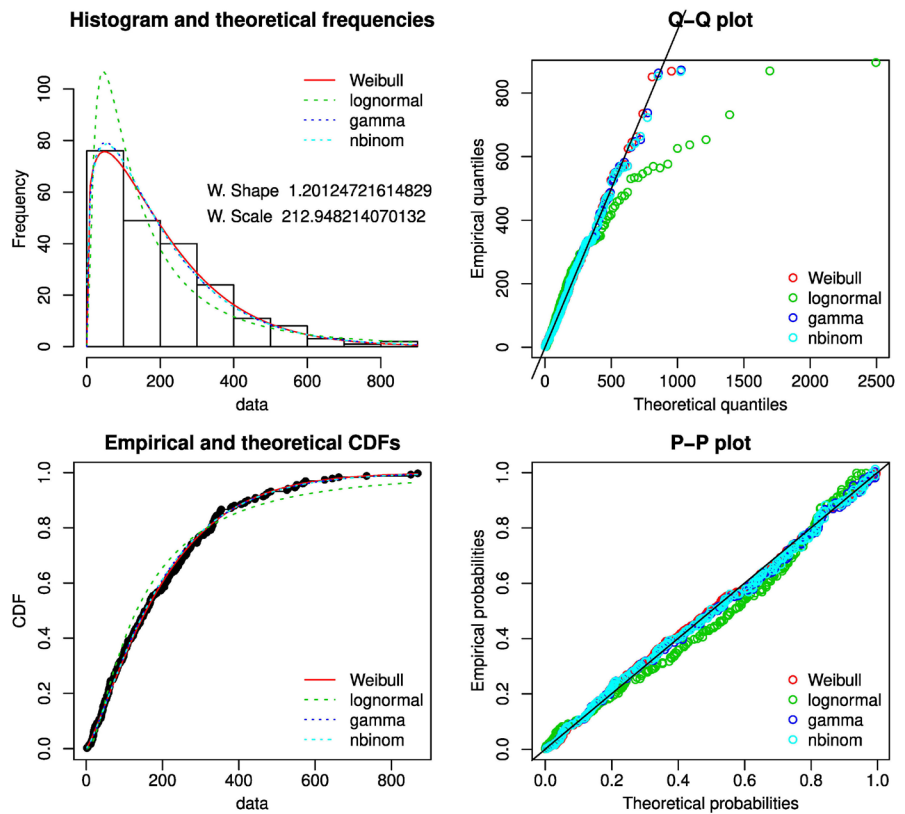 Histogram and theoretical frequencies
Frequency
0
20
40
60
80
100
Weibull
lognormal
gamma
nbinom
W. Shape 1.20124721614829
W. Scale 212.948214070132
0 200 400 600 800
data
Q−Q plot
Empirical quantiles
0
200
400
600
800
Weibull
lognormal
gamma
nbinom
0 500 1000 1500 2000 2500
Theoretical quantiles
Empirical and theoretical CDFs
CDF
0.0
0.2
0.4
0.6
0.8
1.0
Weibull
lognormal
gamma
nbinom
0 200 400 600 800
data
P−P plot
Empirical probabilities
0.0
0.2
0.4
0.6
0.8
1.0
Weibull
lognormal
gamma
nbinom
0.0 0.2 0.4 0.6 0.8 1.0
Theoretical probabilities